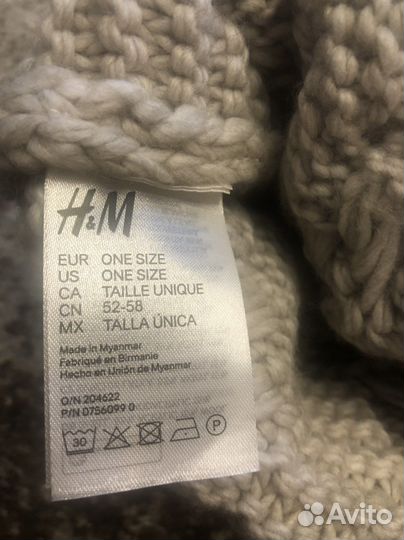 H&M
EUR ONE SIZE
US ONE SIZE
CA TAILLE UNIQUE
CN 52-58
MX TALLA ÚNICA
Made in Myanmar
Fabriqué en Birmanie
Hecho en Unión de Myanmar
O/N 204622
P/N 0756099 0
30 P
Avito